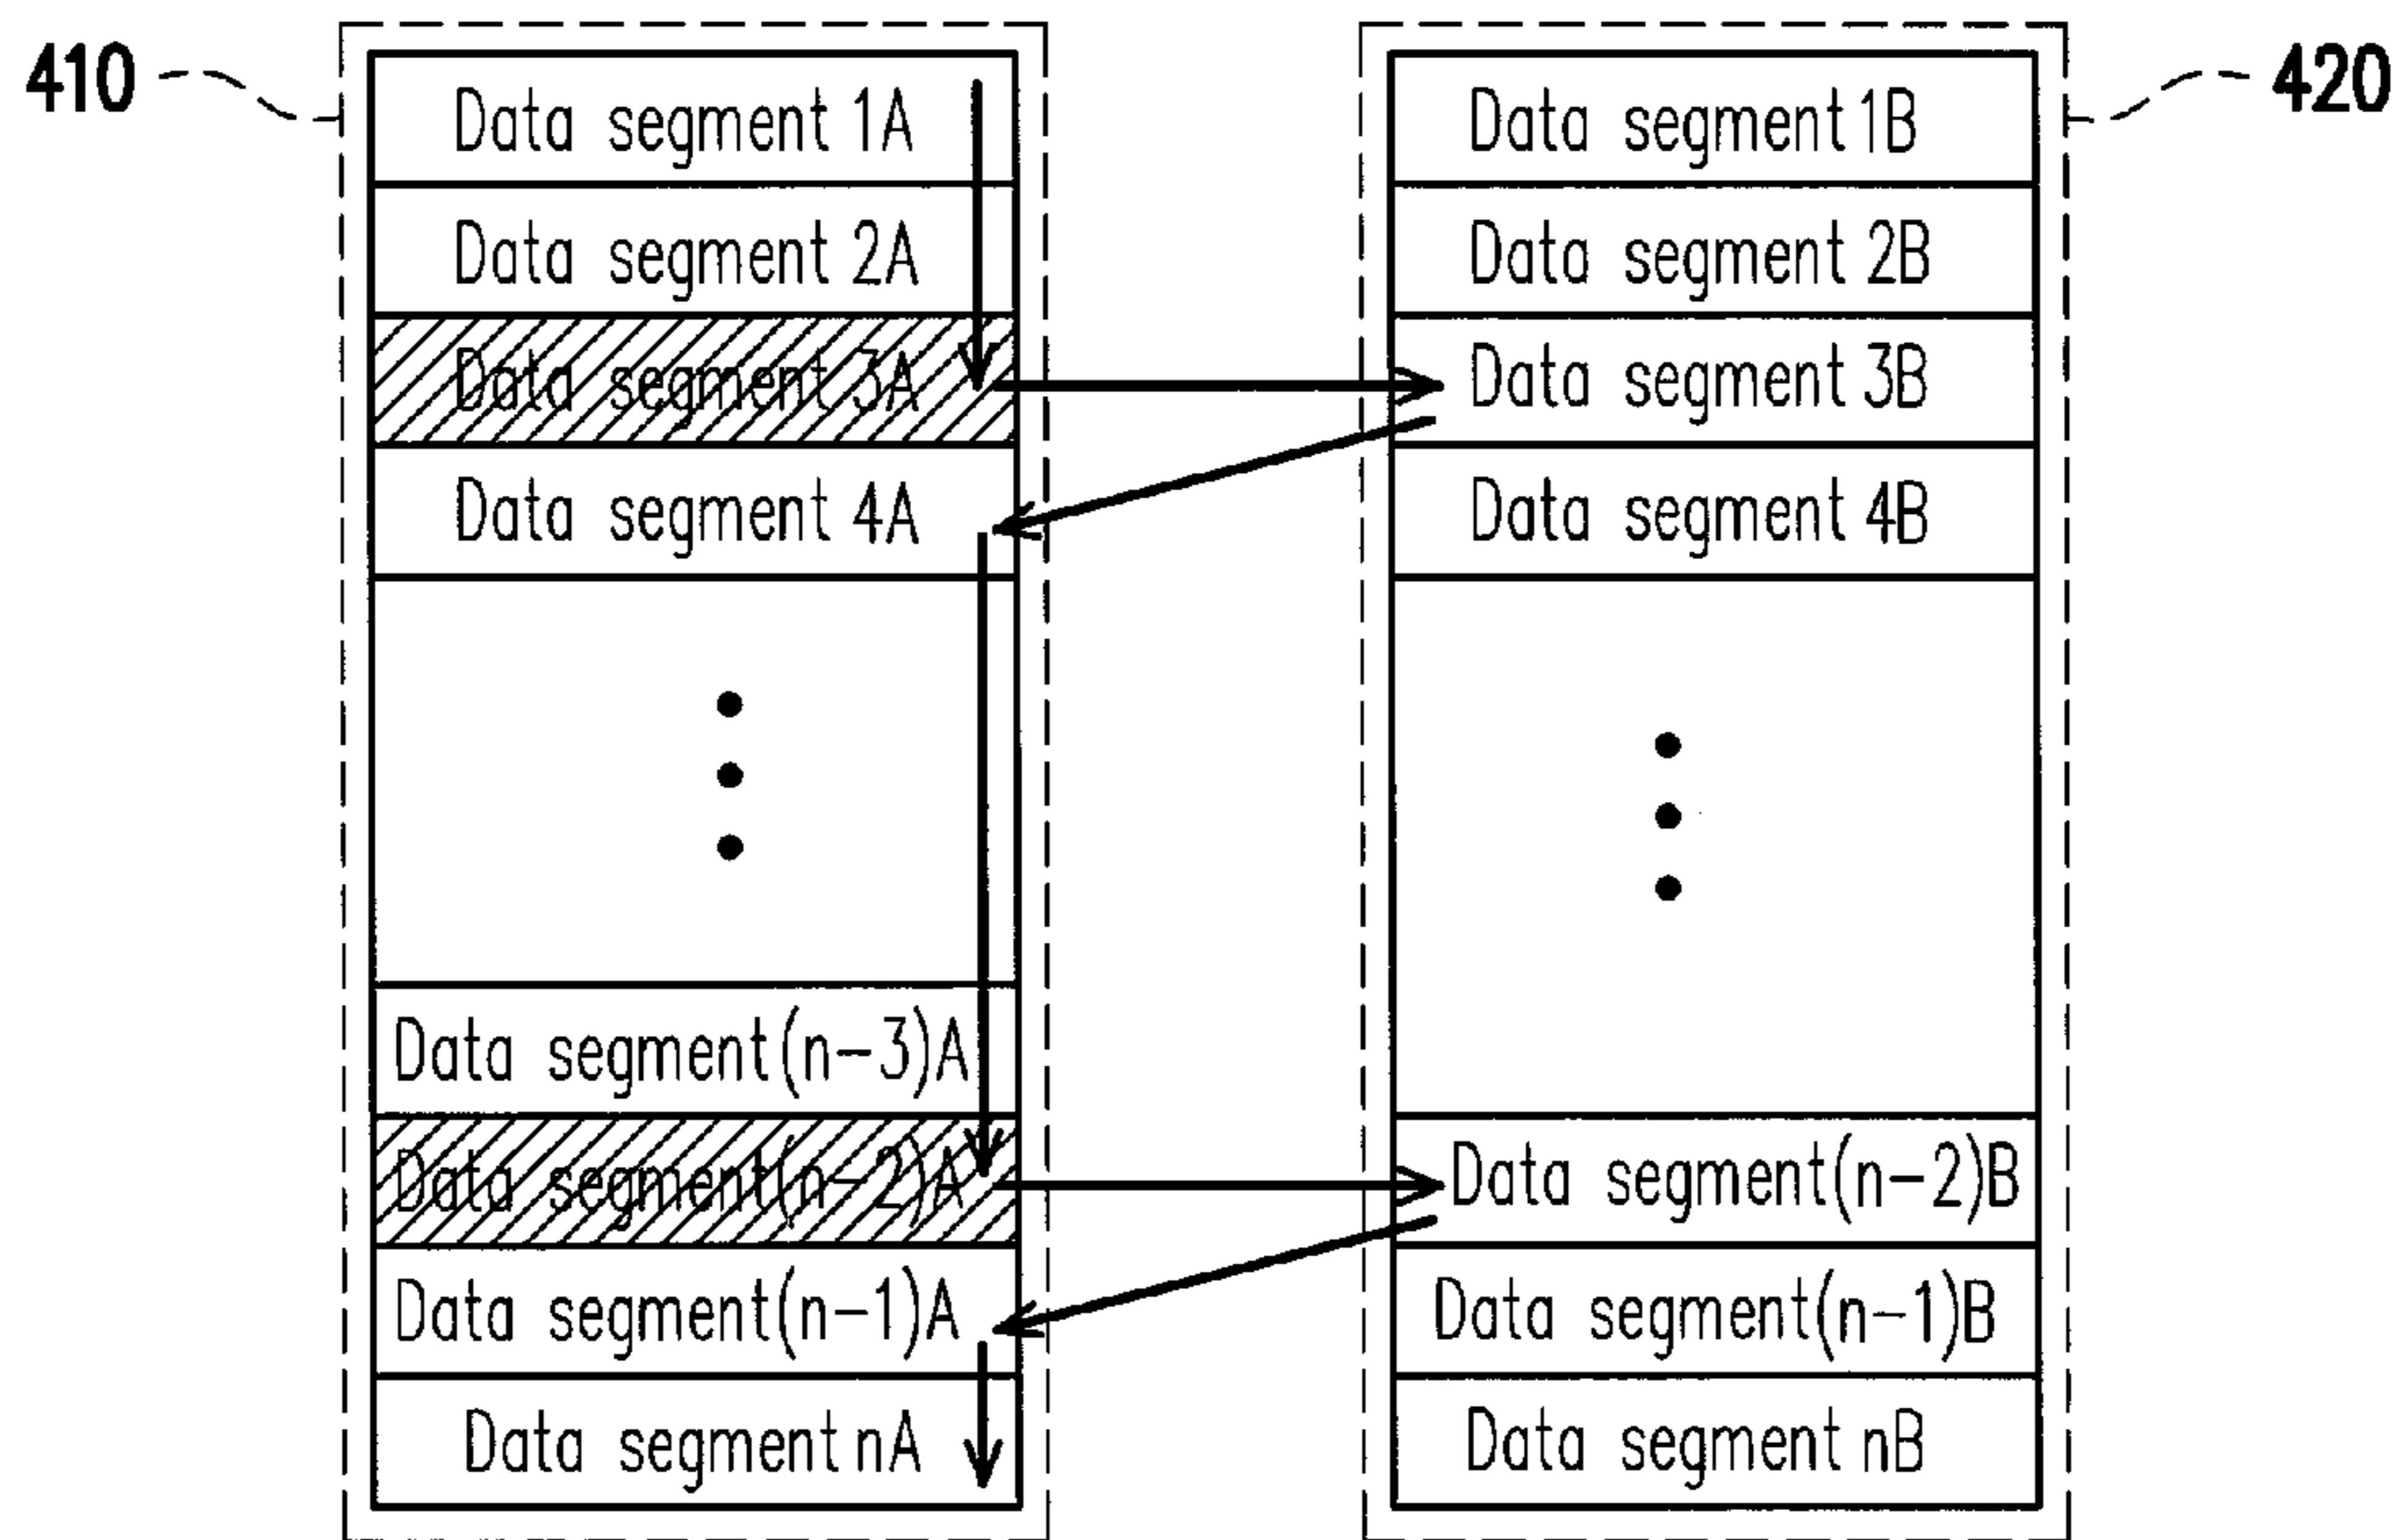 410
Data segment 1A
Data segment 2A
Data segment 3A
Data segment 4A
Data segment(n-3)A
Data segment(n-2)A
Data segment(n-1)A
Data segment nA
Data segment 1B
Data segment 2B
Data segment 3B
Data segment 4B
Data segment(n-2)B
Data segment(n-1)B
Data segment nB
420